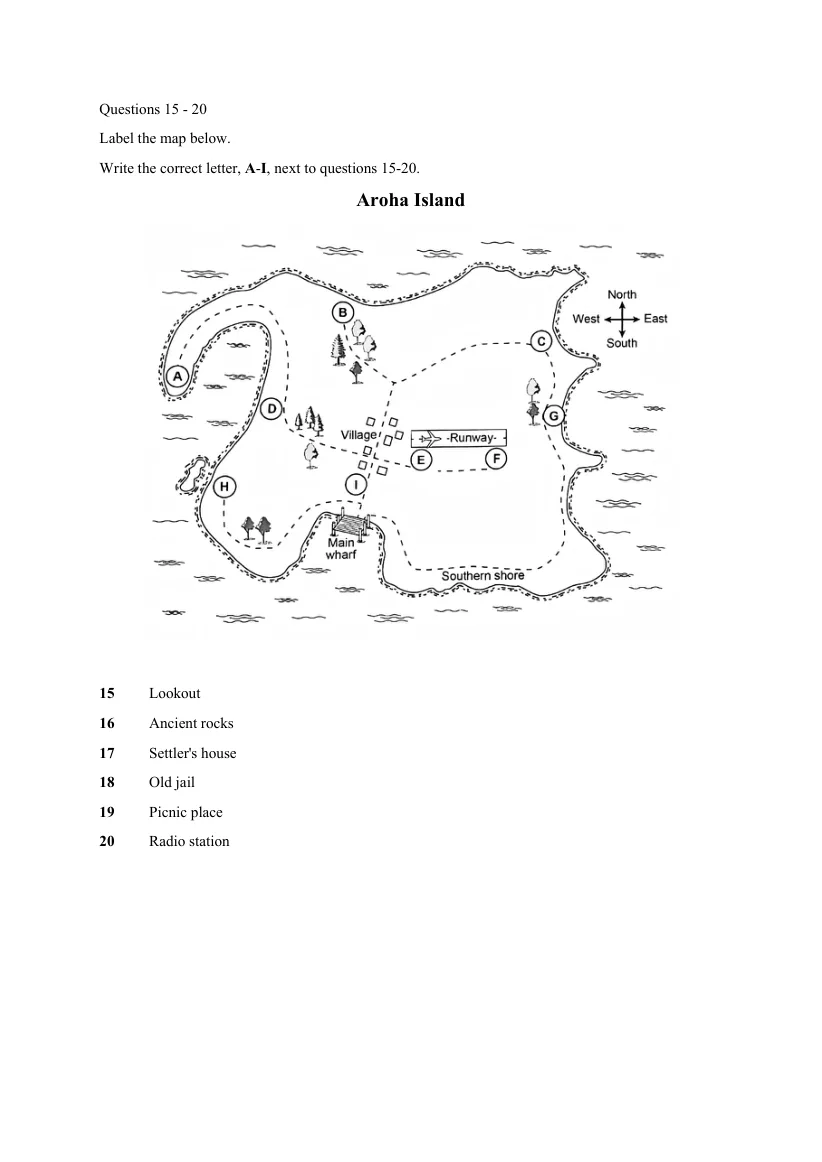 Questions 15 - 20
Label the map below.
Write the correct letter, A-I, next to questions 15-20.
Aroha Island
North
West East
South
B
C
A
D
G
Village
-Runway-
E
F
H
I
Main
wharf
Southern shore
15 Lookout
16 Ancient rocks
17 Settler's house
18 Old jail
19 Picnic place
20 Radio station